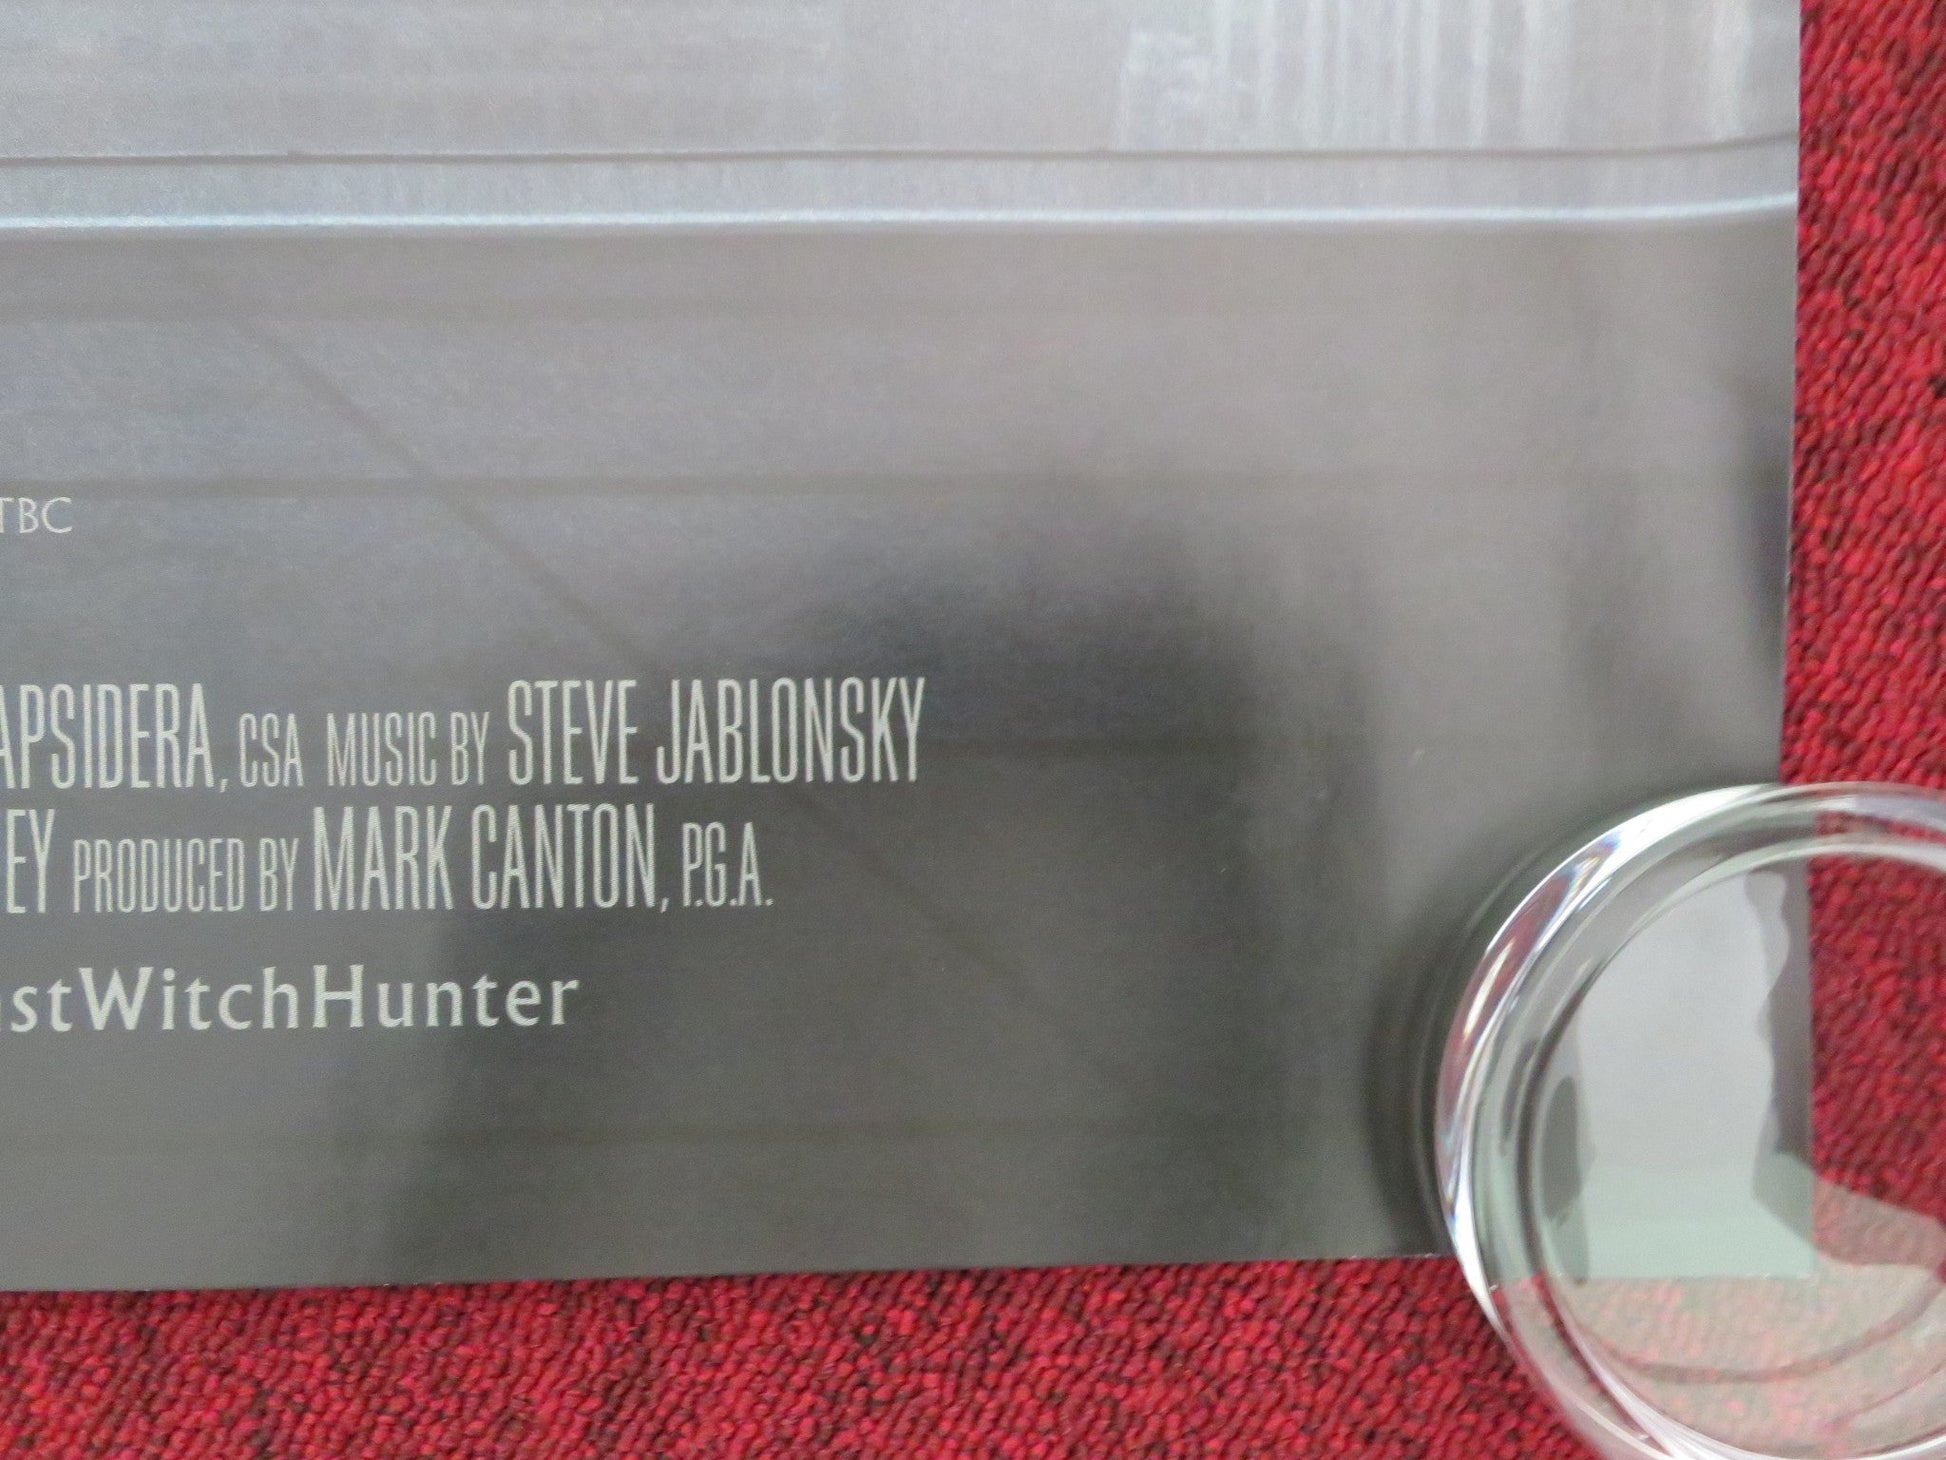 TBC
APSIDERA, CSA MUSIC BY STEVE JABLONSKY
EY PRODUCED BY MARK CANTON, P.G.A.
stWitchHunter